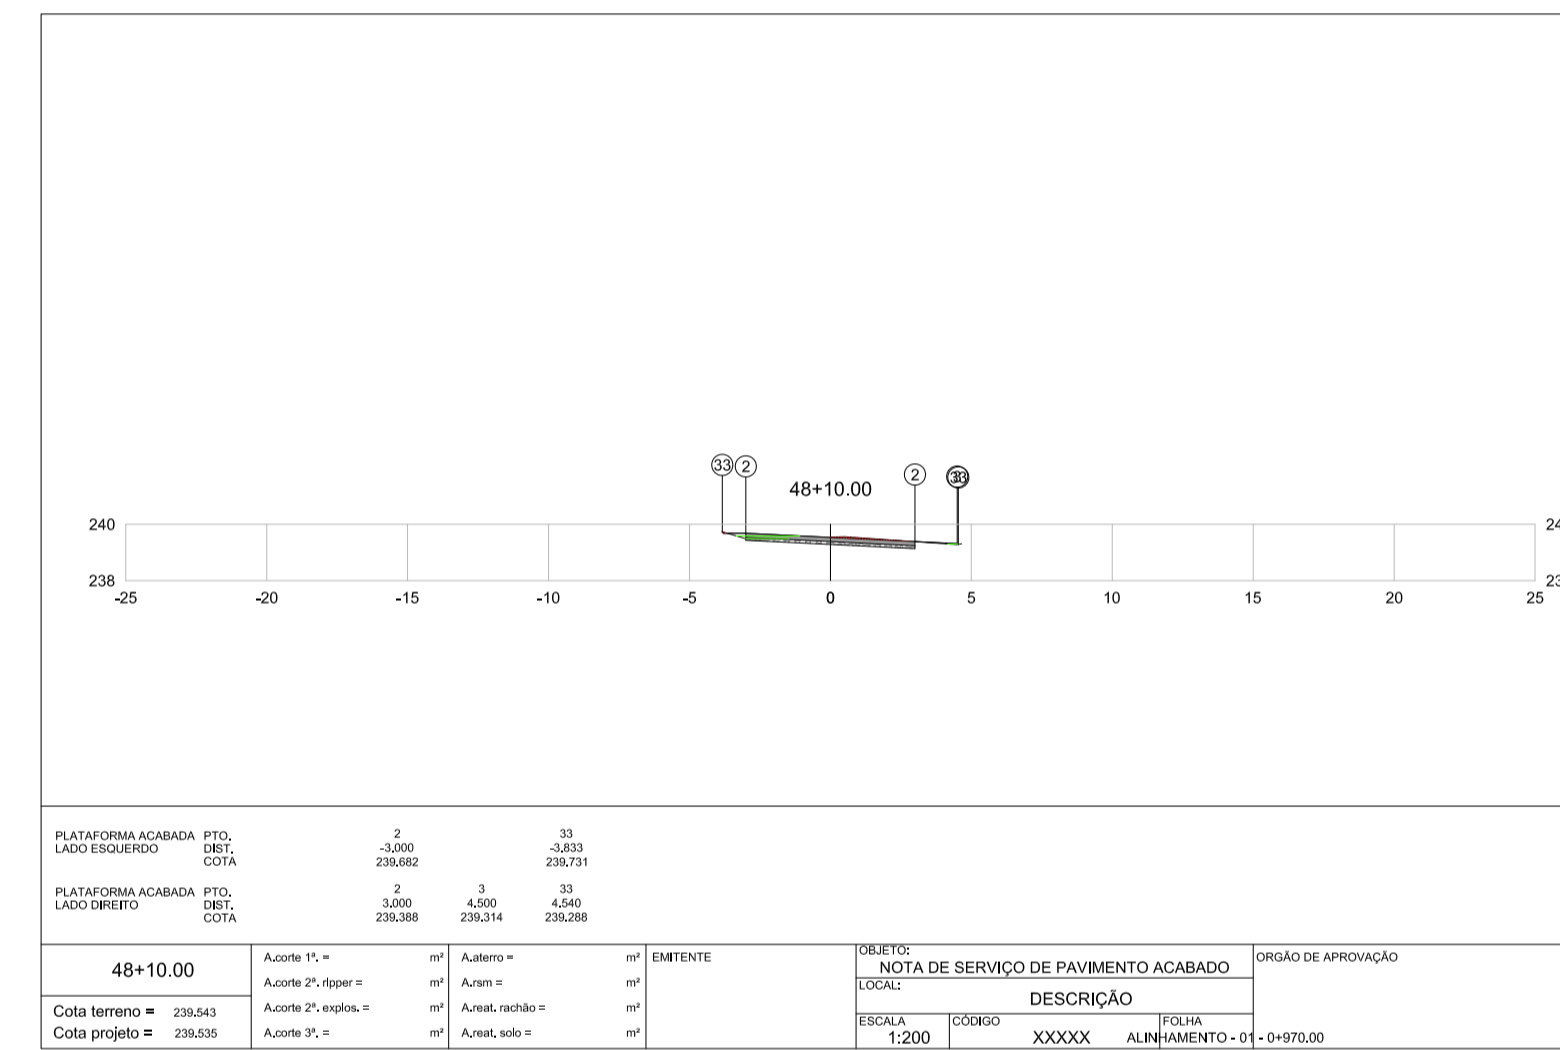 33 2 2
48+10.00
240 24
238 23
-25 -20 -15 -10 -5 0 5 10 15 20 25
PLATAFORMA ACABADA PTO. 2 33
LADO ESQUERDO DIST. -3.000 -3.833
COTA 239.682 239.731
PLATAFORMA ACABADA PTO. 2 3 33
LADO DIREITO DIST. 3.000 4.500 4.540
COTA 239.388 239.314 239.288
48+10.00
Cota terreno = 239.543
Cota projeto = 239.535
A.corte 1ª. = m²
A.corte 2ª. ripper = m²
A.corte 2ª. explos. = m²
A.corte 3ª. = m²
A.aterro = m²
A.rsm = m²
A.reat. rachão = m²
A.reat. solo = m²
EMITENTE
OBJETO:
NOTA DE SERVIÇO DE PAVIMENTO ACABADO
LOCAL:
DESCRIÇÃO
ESCALA
1:200
CÓDIGO
XXXXX
FOLHA
ALINHAMENTO - 01 - 0+970.00
ORGÃO DE APROVAÇÃO